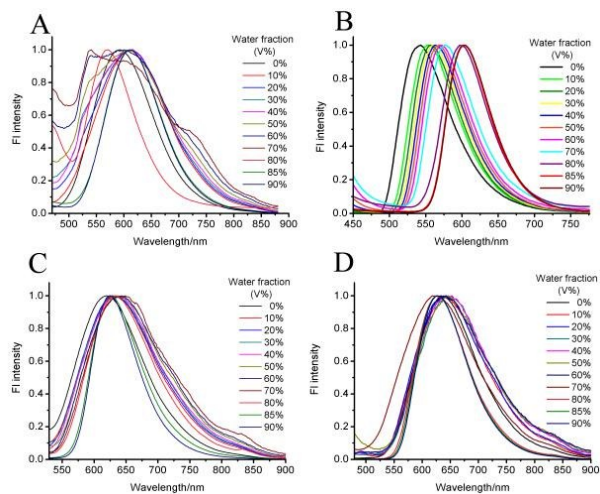 A
Fl intensity
1.0
0.8
0.6
0.4
0.2
0.0
500 550 600 650 700 750 800 850 900
Wavelength/nm
Water fraction
(V%)
0%
10%
20%
30%
40%
50%
60%
70%
80%
85%
90%
B
Fl intensity
1.0
0.8
0.6
0.4
0.2
0.0
450 500 550 600 650 700 750
Wavelength/nm
Water fraction
(V%)
0%
10%
20%
30%
40%
50%
60%
70%
80%
85%
90%
C
Fl intensity
1.0
0.8
0.6
0.4
0.2
0.0
550 600 650 700 750 800 850 900
Wavelength/nm
Water fraction
(V%)
0%
10%
20%
30%
40%
50%
60%
70%
80%
85%
90%
D
Fl intensity
1.0
0.8
0.6
0.4
0.2
0.0
500 550 600 650 700 750 800 850 900
Wavelength/nm
Water fraction
(V%)
0%
10%
20%
30%
40%
50%
60%
70%
80%
85%
90%